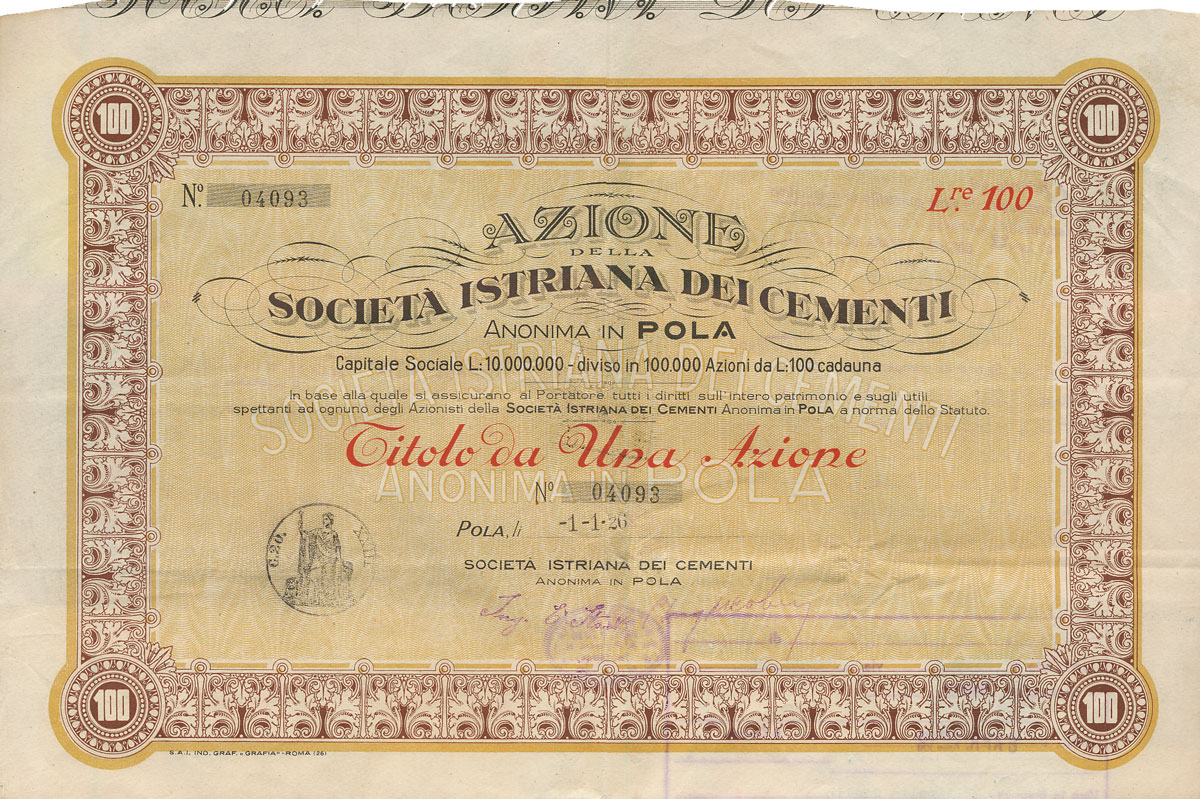 100
100
N.º 04093
L.re 100
AZIONE
DELLA
SOCIETÀ ISTRIANA DEI CEMENTI
ANONIMA IN POLA
Capitale Sociale L: 10.000.000 - diviso in 100.000 Azioni da L: 100 cadauna
SOCIETÀ ISTRIANA DEI CEMENTI
In base alla quale si assicurano al Portatore tutti i diritti sull'intero patrimonio e sugli utili
spettanti ad ognuno degli Azionisti della SOCIETÀ ISTRIANA DEI CEMENTI Anonima in POLA a norma dello Statuto.
Titolo da Una Azione
ANONIMA IN POLA
Nº 04093
POLA, lì -1-1-26
C. 20.
SOCIETÀ ISTRIANA DEI CEMENTI
ANONIMA IN POLA
Ing.
100
100
S.A.I. IND. GRAF. "GRAFIA" - ROMA (26)